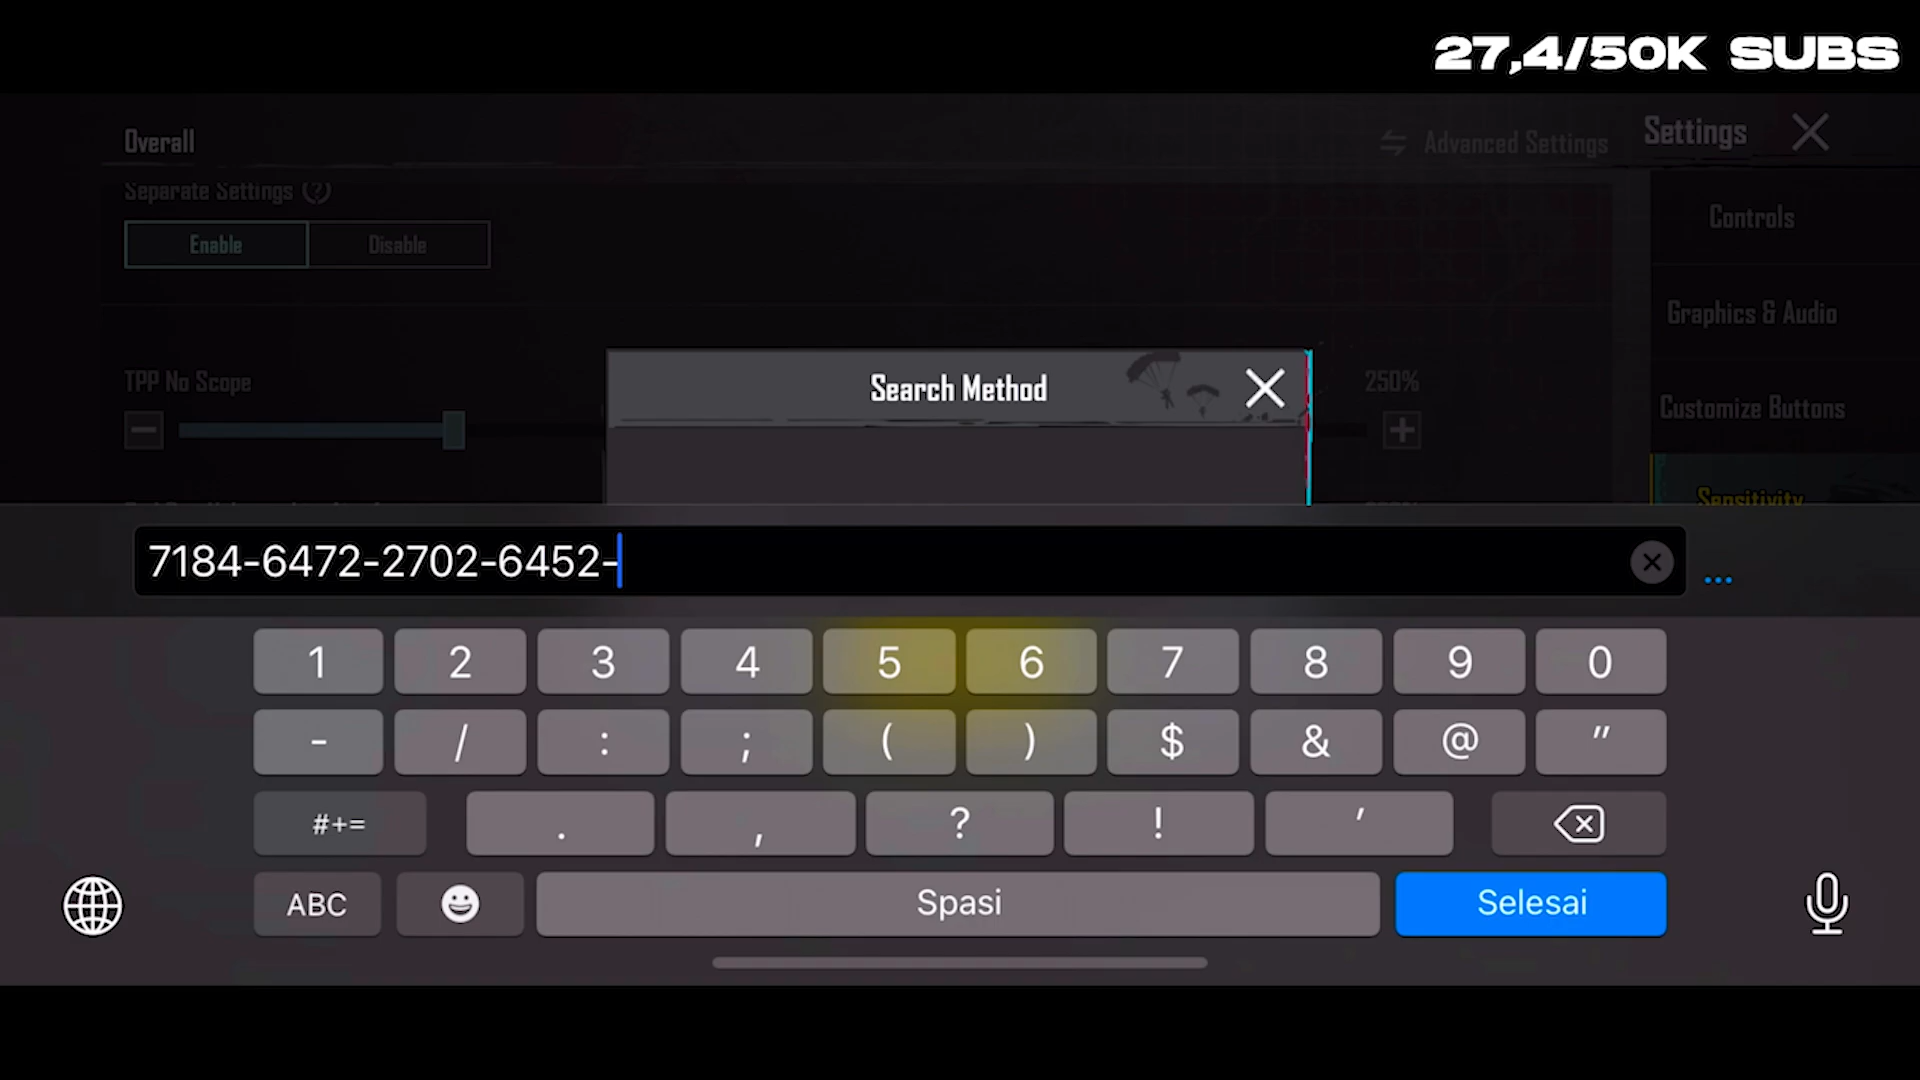 27,4/50K SUBS
Overall
Advanced Settings
Settings
Separate Settings (?)
Enable
Disable
Controls
Graphics & Audio
TPP No Scope
250%
Customize Buttons
Search Method
Sensitivity
7184-6472-2702-6452-
...
1 2 3 4 5 6 7 8 9 0
- / : ; ( ) $ & @ "
#+= . , ? ! '
ABC
Spasi
Selesai